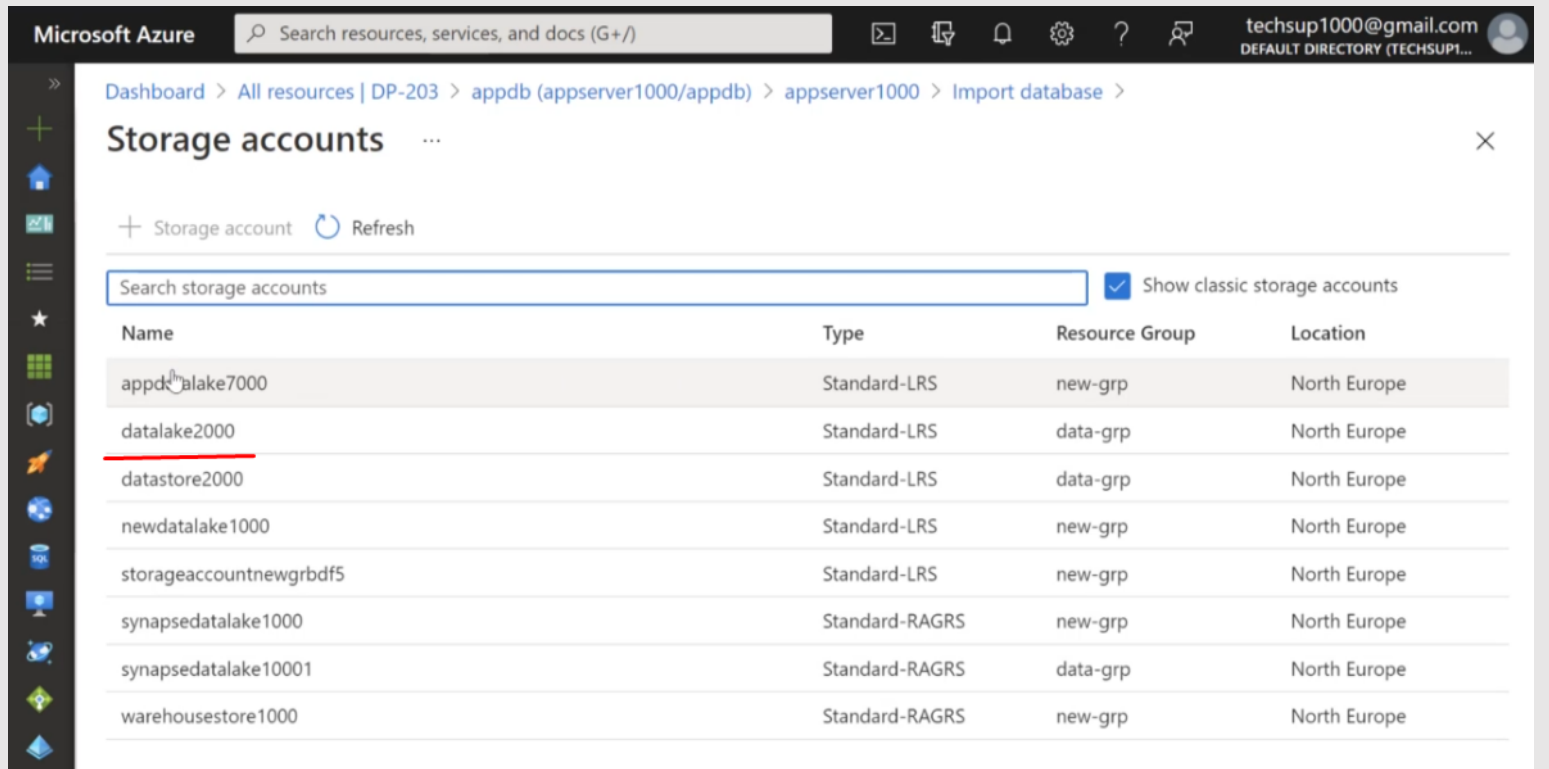 Microsoft Azure
Search resources, services, and docs (G+/)
techsup1000@gmail.com
DEFAULT DIRECTORY (TECHSUP1...
Dashboard > All resources | DP-203 > appdb (appserver1000/appdb) > appserver1000 > Import database >
Storage accounts ...
+ Storage account Refresh
Search storage accounts
Show classic storage accounts
Name Type Resource Group Location
Standard-LRS new-grp North Europe
datalake2000 Standard-LRS data-grp North Europe
datastore2000 Standard-LRS data-grp North Europe
newdatalake1000 Standard-LRS new-grp North Europe
storageaccountnewgrbdf5 Standard-LRS new-grp North Europe
synapsedatalake1000 Standard-RAGRS new-grp North Europe
synapsedatalake10001 Standard-RAGRS data-grp North Europe
warehousestore1000 Standard-RAGRS new-grp North Europe
SQL